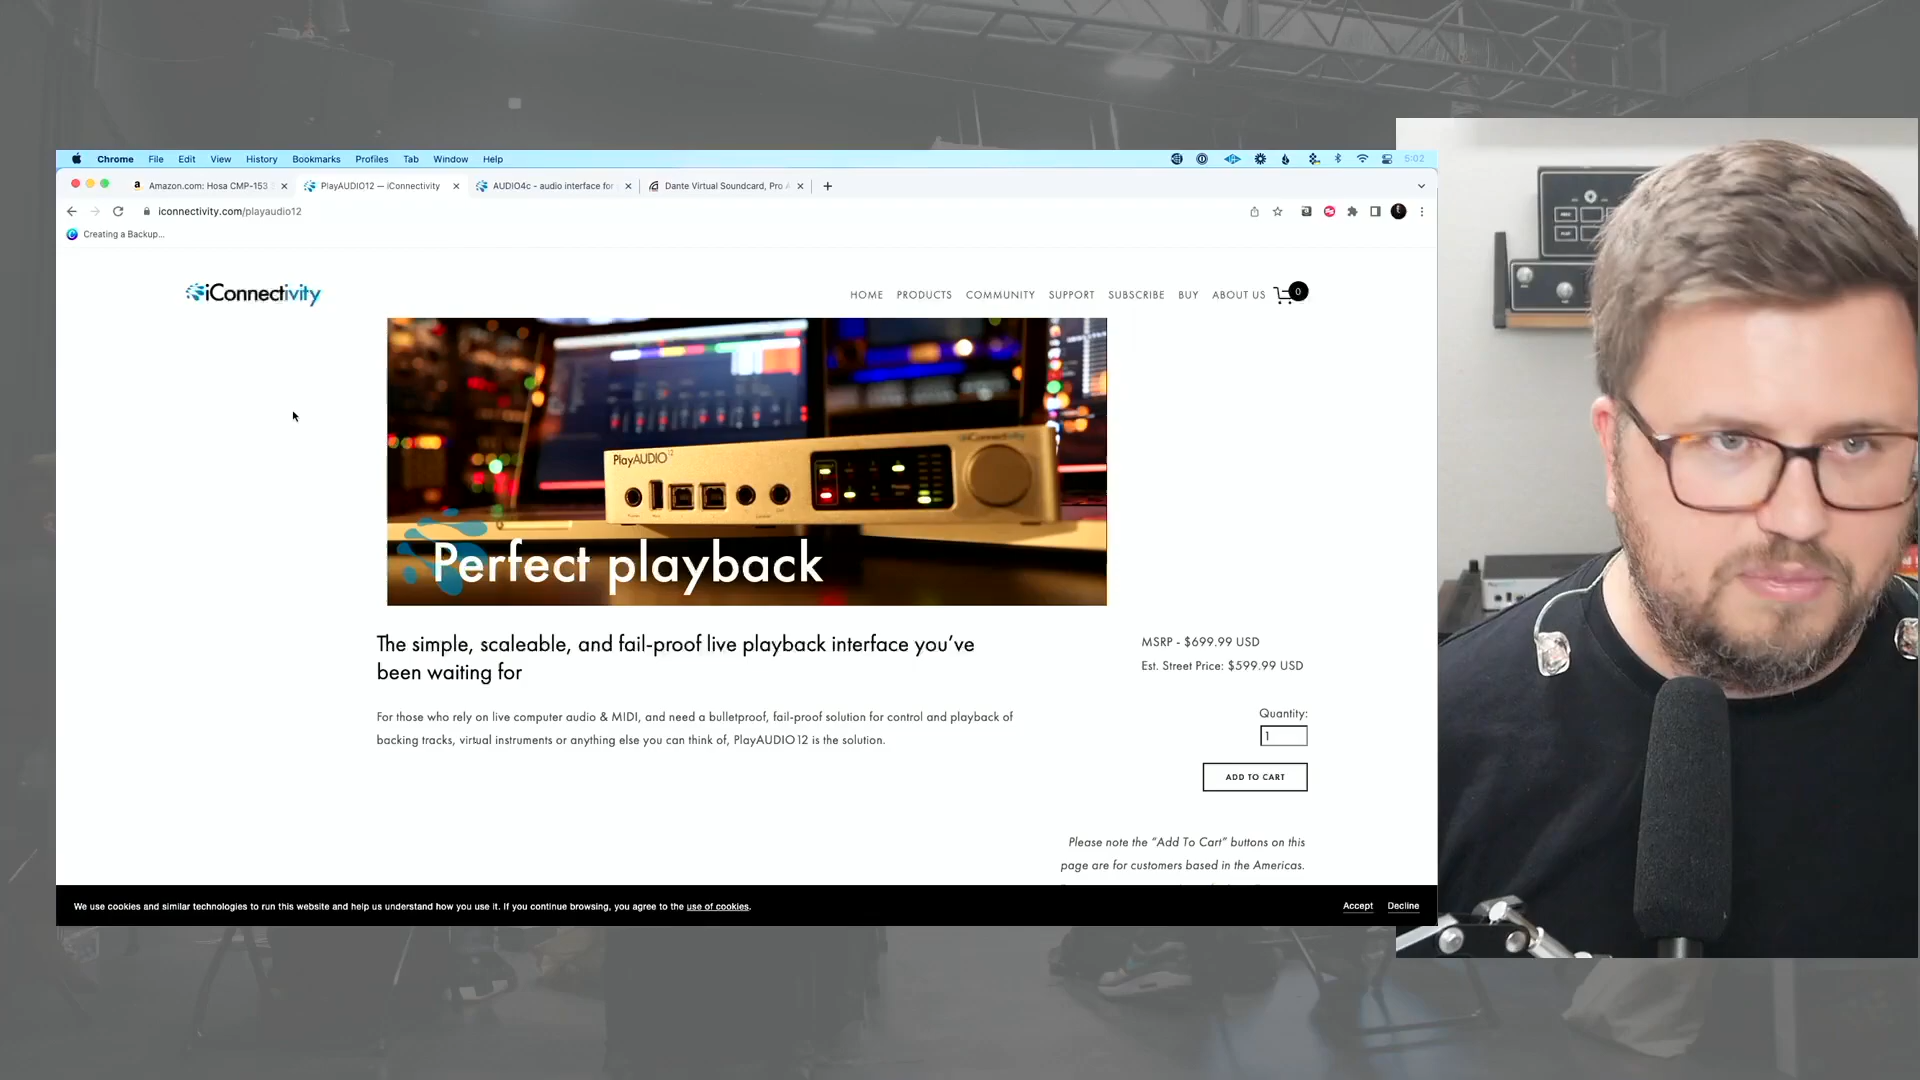 Chrome File Edit View History Bookmarks Profiles Tab Window Help
5:02
Amazon.com: Hosa CMP-153
PlayAUDIO12 — iConnectivity
AUDIO4c - audio interface for
Dante Virtual Soundcard, Pro A
iconnectivity.com/playaudio12
Creating a Backup...
iConnectivity
HOME PRODUCTS COMMUNITY SUPPORT SUBSCRIBE BUY ABOUT US 0
iConnectivity
PlayAUDIO12
Perfect playback
The simple, scaleable, and fail-proof live playback interface you’ve
been waiting for
For those who rely on live computer audio & MIDI, and need a bulletproof, fail-proof solution for control and playback of
backing tracks, virtual instruments or anything else you can think of, PlayAUDIO12 is the solution.
MSRP - $699.99 USD
Est. Street Price: $599.99 USD
Quantity:
1
ADD TO CART
Please note the “Add To Cart” buttons on this
page are for customers based in the Americas.
We use cookies and similar technologies to run this website and help us understand how you use it. If you continue browsing, you agree to the use of cookies.
Accept Decline